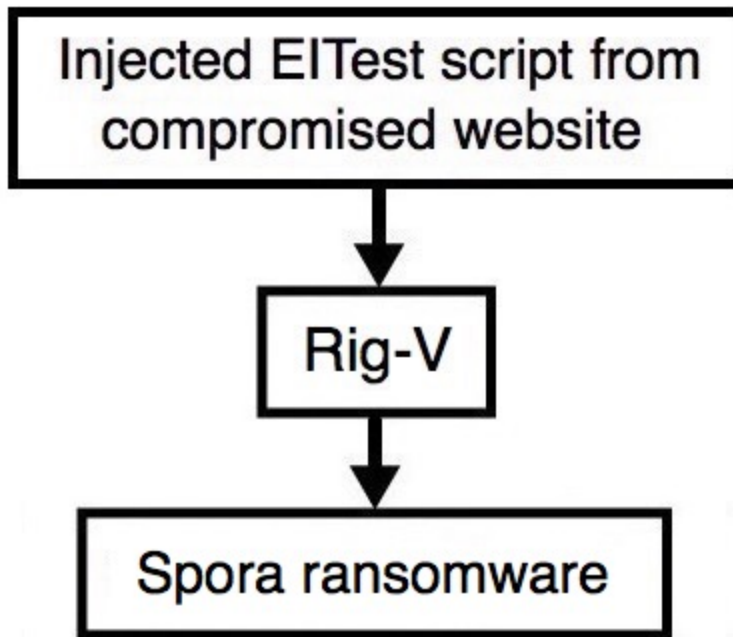 Injected EITest script from
compromised website
Rig-V
Spora ransomware